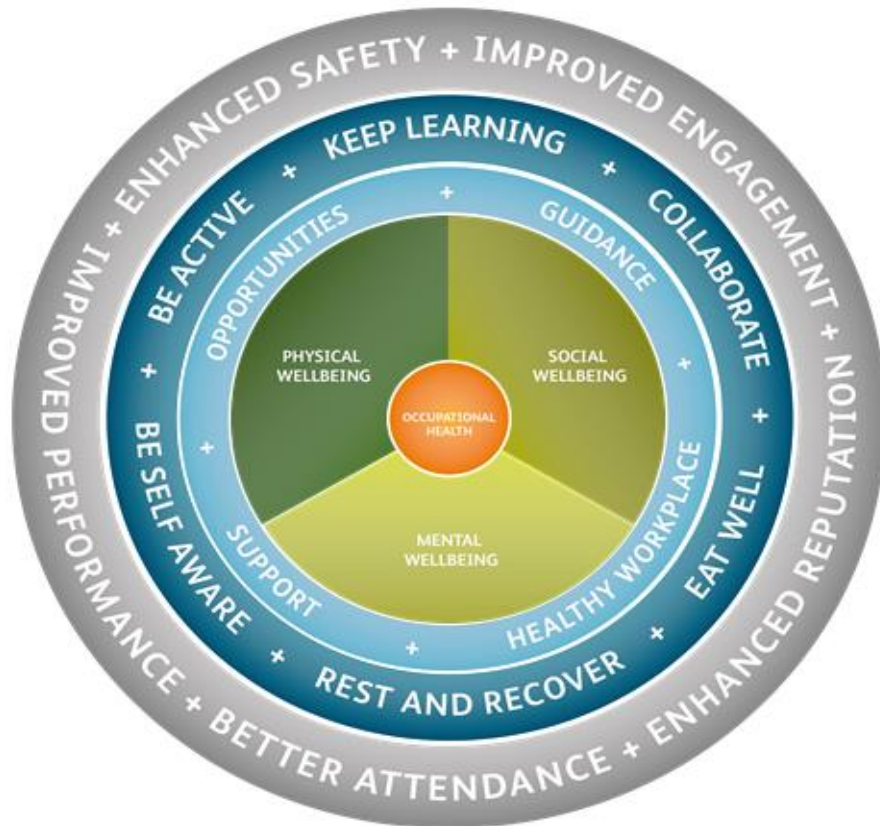 ENHANCED SAFETY + IMPROVED ENGAGEMENT + ENHANCED REPUTATION + BETTER ATTENDANCE + IMPROVED PERFORMANCE +
KEEP LEARNING + COLLABORATE + EAT WELL + REST AND RECOVER + BE SELF AWARE + BE ACTIVE +
OPPORTUNITIES + GUIDANCE + HEALTHY WORKPLACE + SUPPORT +
PHYSICAL
WELLBEING
SOCIAL
WELLBEING
OCCUPATIONAL
HEALTH
MENTAL
WELLBEING